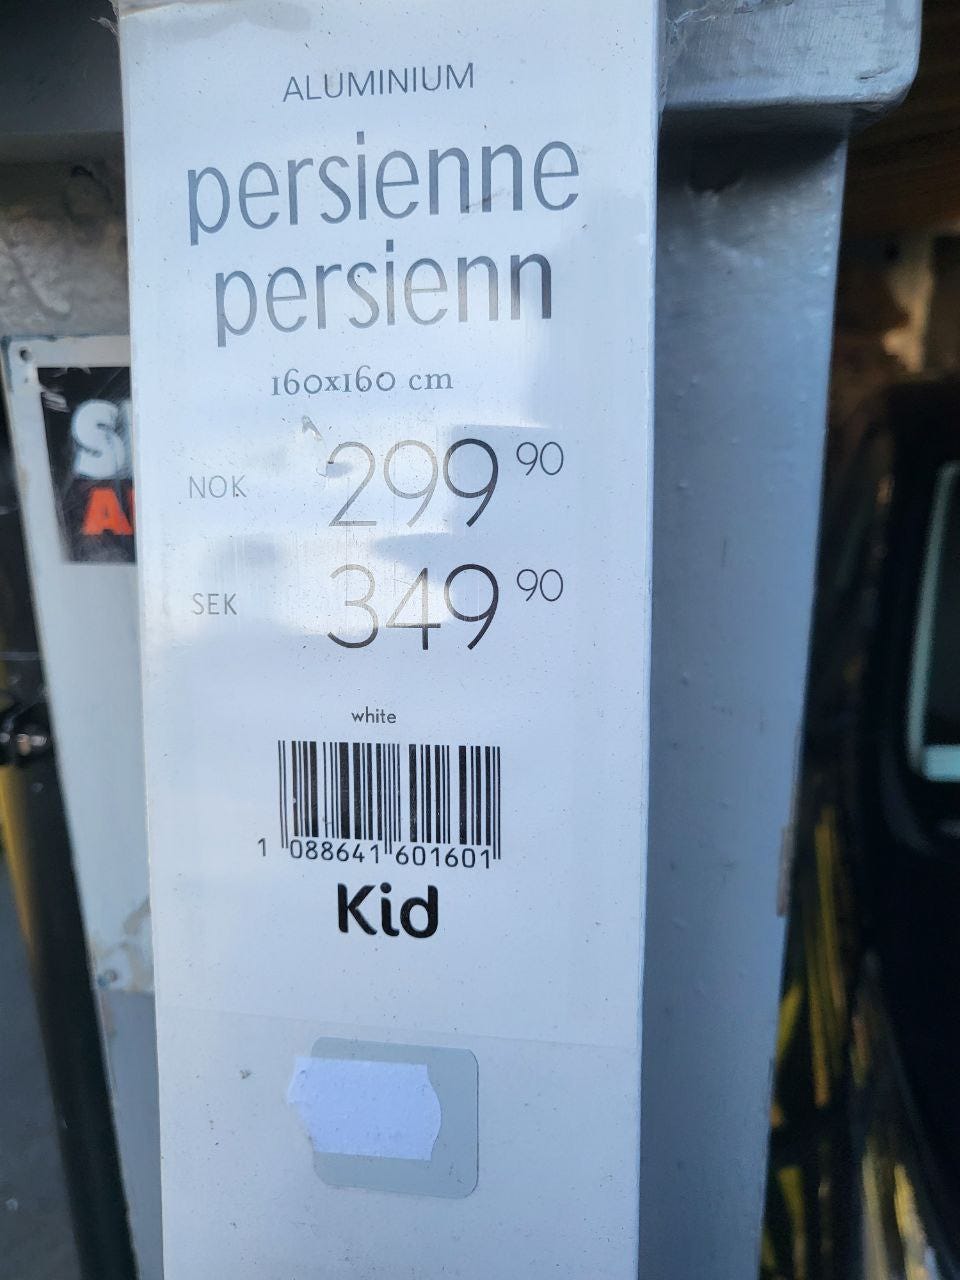 ALUMINIUM
persienne
persienn
160x160 cm
NOK 299 90
SEK 349 90
white
1 088641 601601
Kid